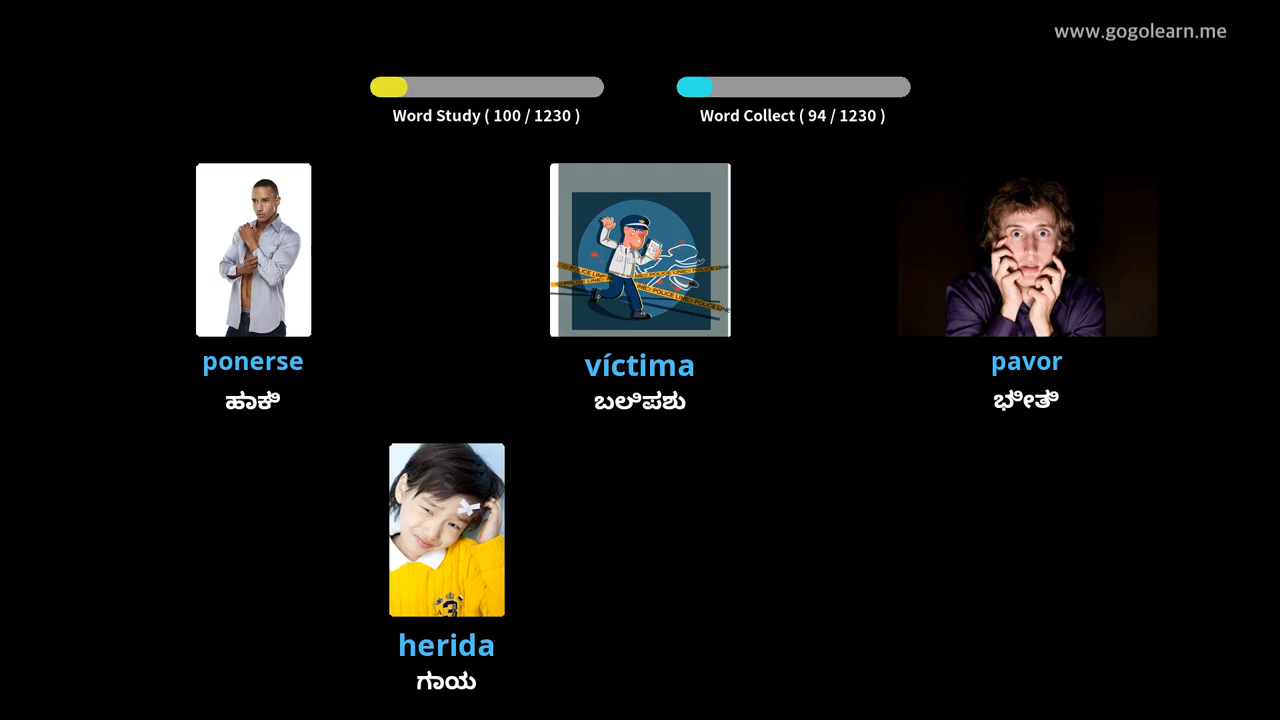 www.gogolearn.me
Word Study ( 100 / 1230 )
Word Collect ( 94 / 1230 )
ponerse
ಹಾಕಿ
víctima
ಬಲಿಪಶು
pavor
ಭೀತಿ
herida
ಗಾಯ